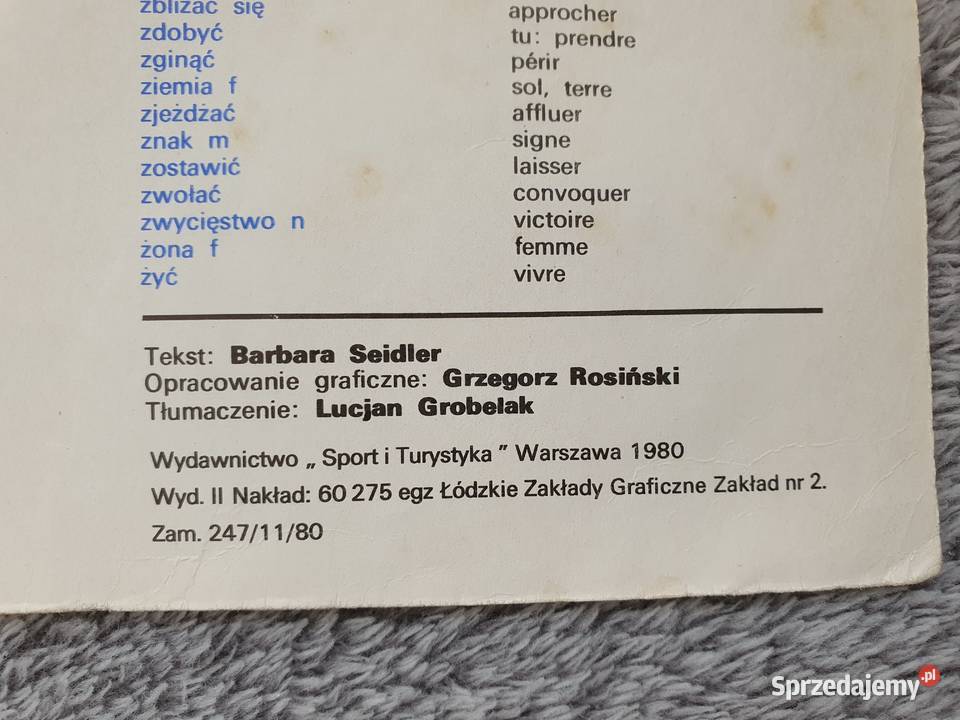 zbliżać się approcher
zdobyć tu: prendre
zginąć périr
ziemia f sol, terre
zjeżdżać affluer
znak m signe
zostawić laisser
zwołać convoquer
zwycięstwo n victoire
żona f femme
żyć vivre
Tekst: Barbara Seidler
Opracowanie graficzne: Grzegorz Rosiński
Tłumaczenie: Lucjan Grobelak
Wydawnictwo „ Sport i Turystyka ” Warszawa 1980
Wyd. II Nakład: 60 275 egz Łódzkie Zakłady Graficzne Zakład nr 2.
Zam. 247/11/80
Sprzedajemy.pl